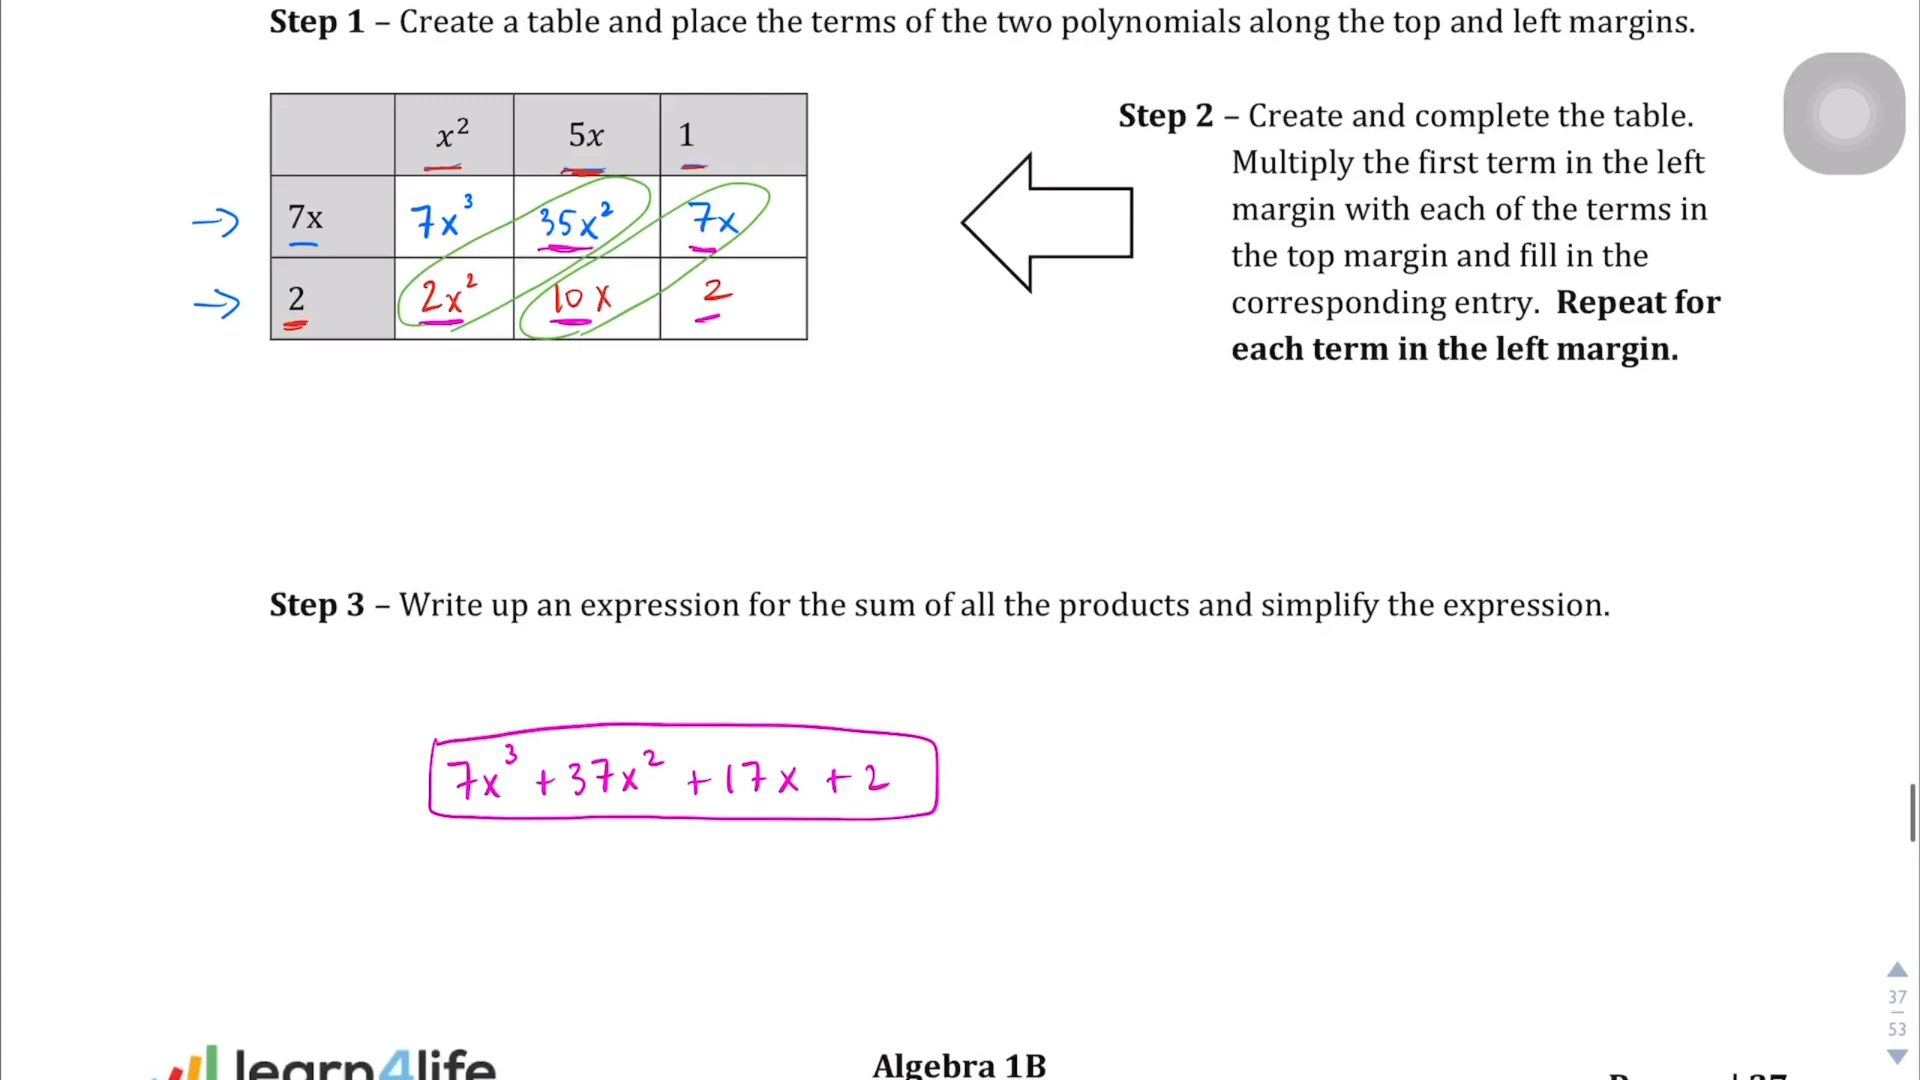 Step 1 – Create a table and place the terms of the two polynomials along the top and left margins.
x² 5x 1
→ 7x 7x³ 35x² 7x
→ 2 2x² 10x 2
Step 2 – Create and complete the table.
Multiply the first term in the left
margin with each of the terms in
the top margin and fill in the
corresponding entry. Repeat for
each term in the left margin.
Step 3 – Write up an expression for the sum of all the products and simplify the expression.
7x³ + 37x² + 17x + 2
37
53
learn4life
Algebra 1B